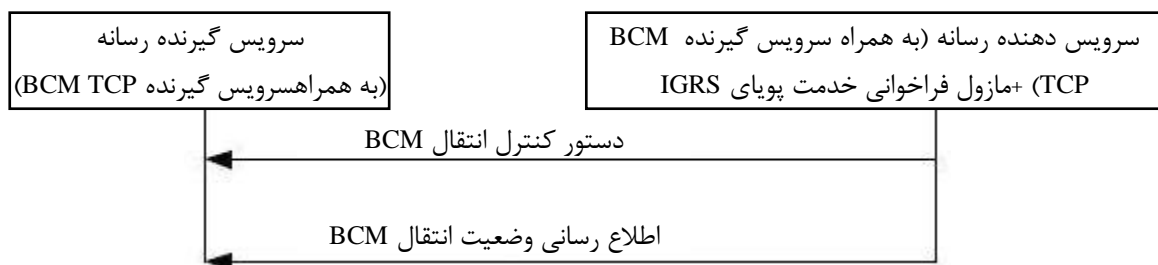 سرویس دهنده رسانه (به همراه سرویس گیرنده BCM
TCP) +ماژول فراخوانی خدمت پویای IGRS
سرویس گیرنده رسانه
(به همراهسرویس گیرنده BCM TCP)
دستور کنترل انتقال BCM
اطلاع رسانی وضعیت انتقال BCM